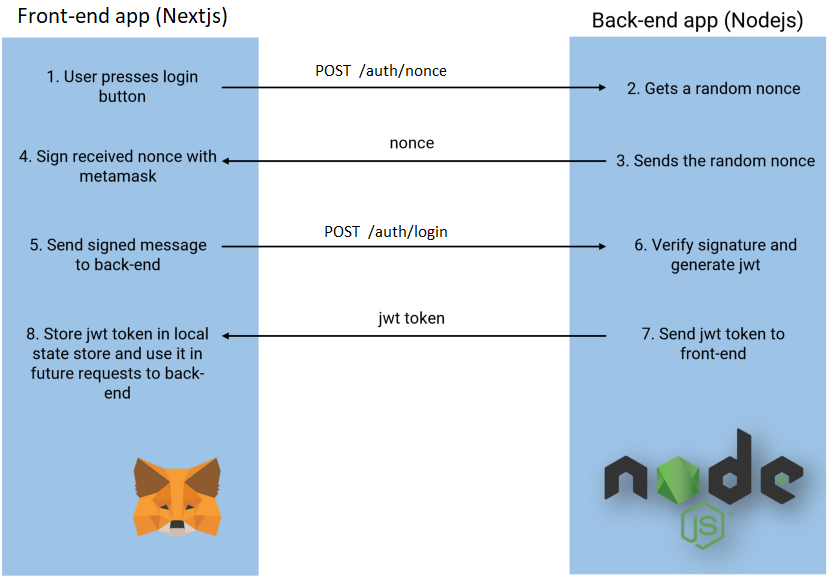 Front-end app (Nextjs)
Back-end app (Nodejs)
1. User presses login
button
POST /auth/nonce
2. Gets a random nonce
nonce
4. Sign received nonce with
metamask
3. Sends the random nonce
5. Send signed message
to back-end
POST /auth/login
6. Verify signature and
generate jwt
jwt token
8. Store jwt token in local
state store and use it in
future requests to back-
end
7. Send jwt token to
front-end
node
JS